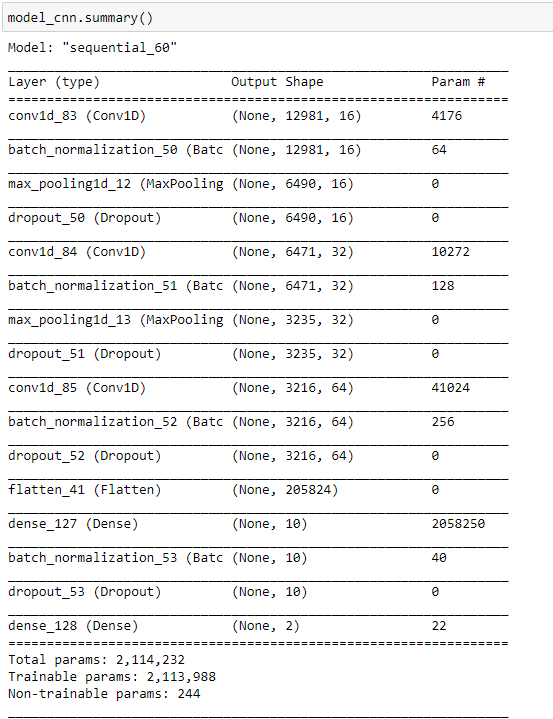 model_cnn.summary()
Model: "sequential_60"
Layer (type) Output Shape Param #
conv1d_83 (Conv1D) (None, 12981, 16) 4176
batch_normalization_50 (Batc (None, 12981, 16) 64
max_pooling1d_12 (MaxPooling (None, 6490, 16) 0
dropout_50 (Dropout) (None, 6490, 16) 0
conv1d_84 (Conv1D) (None, 6471, 32) 10272
batch_normalization_51 (Batc (None, 6471, 32) 128
max_pooling1d_13 (MaxPooling (None, 3235, 32) 0
dropout_51 (Dropout) (None, 3235, 32) 0
conv1d_85 (Conv1D) (None, 3216, 64) 41024
batch_normalization_52 (Batc (None, 3216, 64) 256
dropout_52 (Dropout) (None, 3216, 64) 0
flatten_41 (Flatten) (None, 205824) 0
dense_127 (Dense) (None, 10) 2058250
batch_normalization_53 (Batc (None, 10) 40
dropout_53 (Dropout) (None, 10) 0
dense_128 (Dense) (None, 2) 22
Total params: 2,114,232
Trainable params: 2,113,988
Non-trainable params: 244